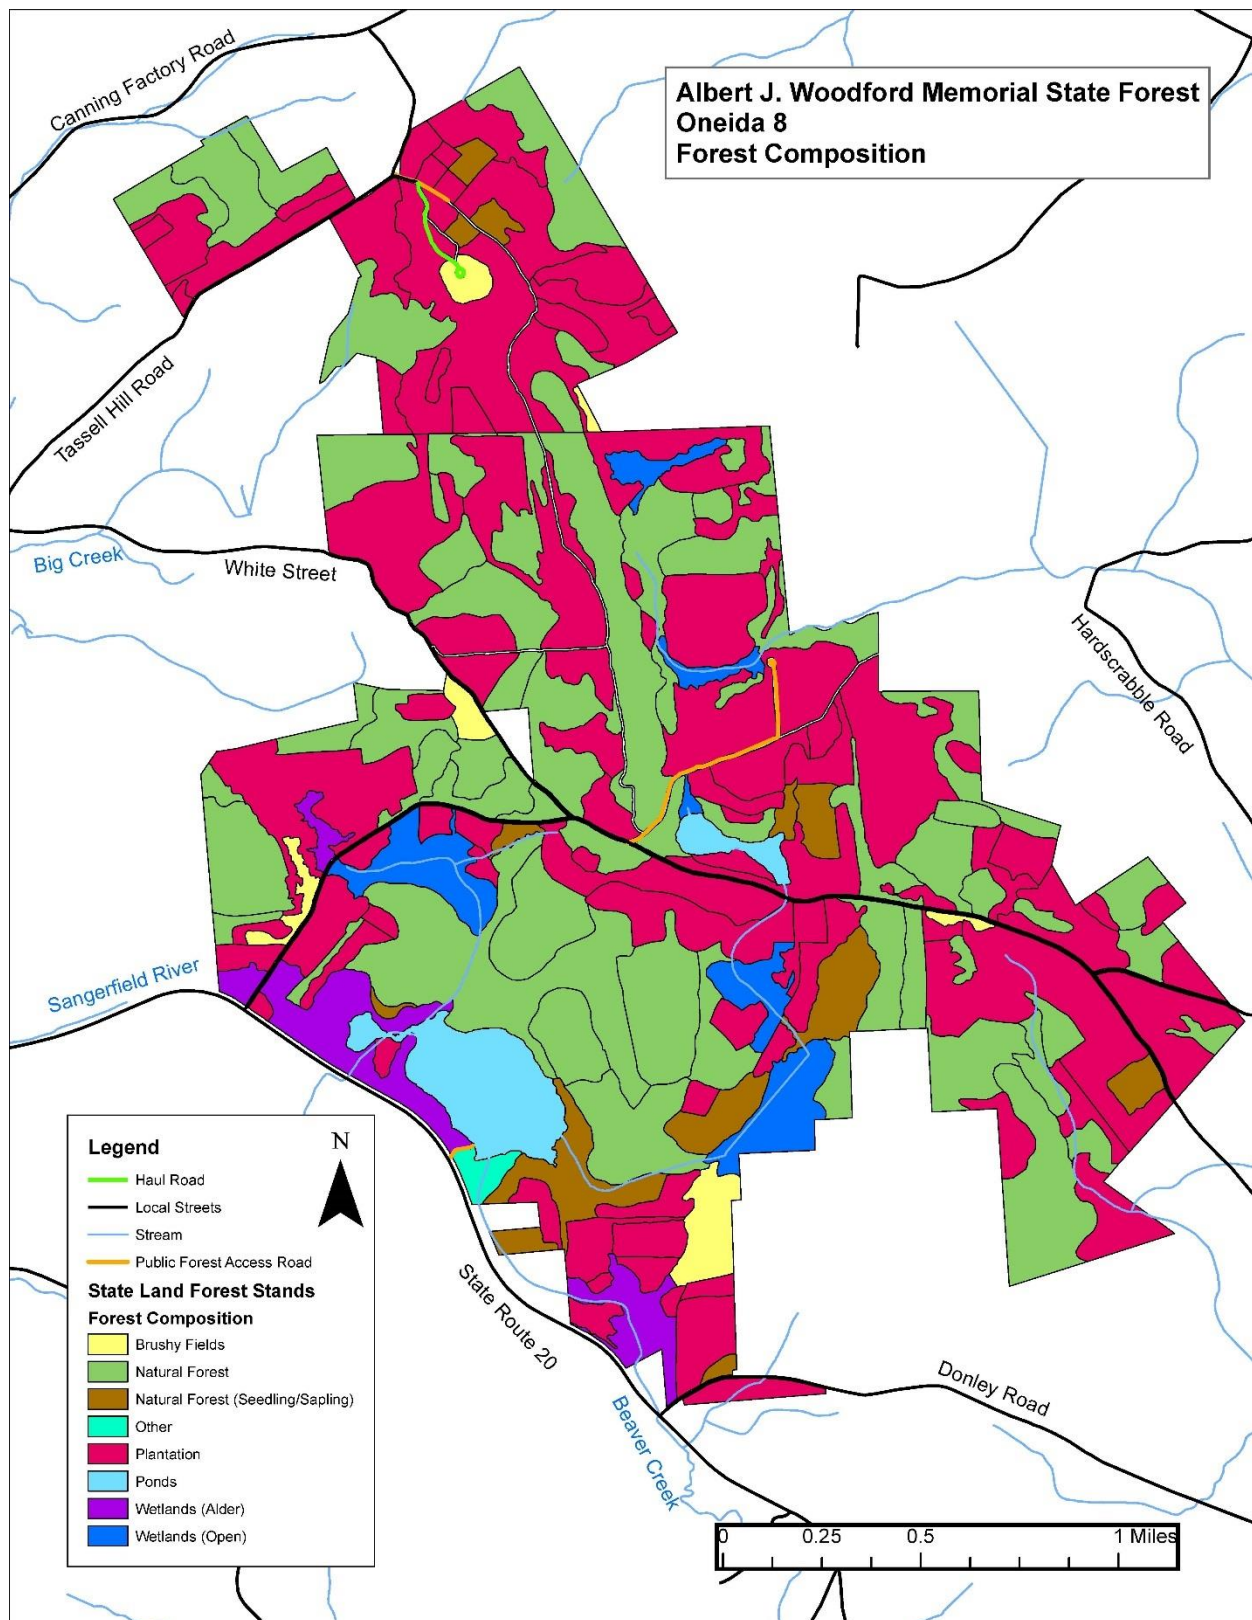 Canning Factory Road
Albert J. Woodford Memorial State Forest
Oneida 8
Forest Composition
Tassell Hill Road
Big Creek
White Street
Hardscrabble Road
Sangerfield River
Legend
N
Haul Road
Local Streets
Stream
Public Forest Access Road
State Land Forest Stands
Forest Composition
Brushy Fields
Natural Forest
Natural Forest (Seedling/Sapling)
Other
Plantation
Ponds
Wetlands (Alder)
Wetlands (Open)
State Route 20
Donley Road
Beaver Creek
0 0.25 0.5 1 Miles